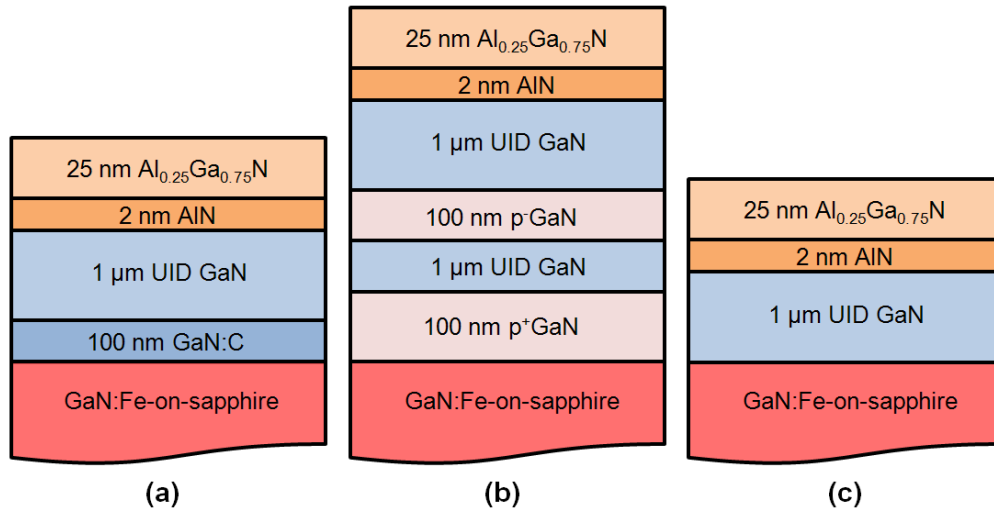 25 nm Al₀.₂₅Ga₀.₇₅N
2 nm AlN
1 µm UID GaN
100 nm GaN:C
GaN:Fe-on-sapphire
(a)
25 nm Al₀.₂₅Ga₀.₇₅N
2 nm AlN
1 µm UID GaN
100 nm p⁻GaN
1 µm UID GaN
100 nm p⁺GaN
GaN:Fe-on-sapphire
(b)
25 nm Al₀.₂₅Ga₀.₇₅N
2 nm AlN
1 µm UID GaN
GaN:Fe-on-sapphire
(c)